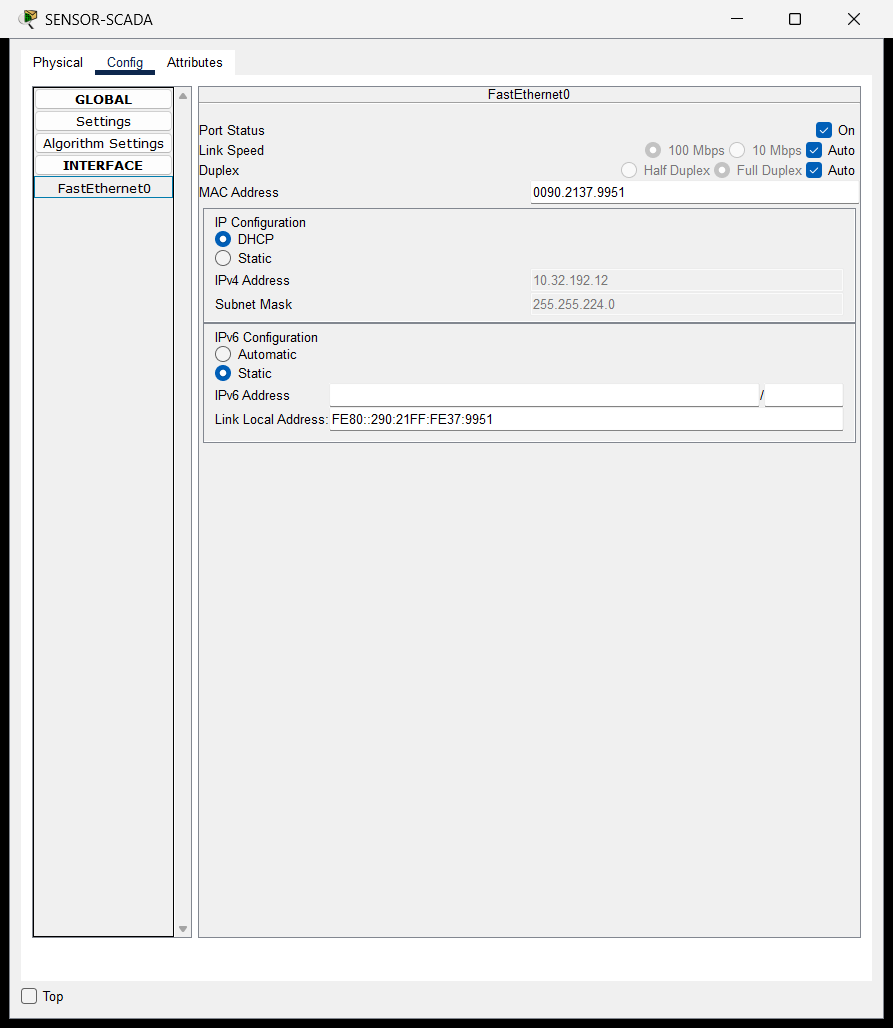 SENSOR-SCADA
Physical Config Attributes
GLOBAL
Settings
Algorithm Settings
INTERFACE
FastEthernet0
FastEthernet0
Port Status On
Link Speed 100 Mbps 10 Mbps Auto
Duplex Half Duplex Full Duplex Auto
MAC Address 0090.2137.9951
IP Configuration
DHCP
Static
IPv4 Address 10.32.192.12
Subnet Mask 255.255.224.0
IPv6 Configuration
Automatic
Static
IPv6 Address /
Link Local Address: FE80::290:21FF:FE37:9951
Top